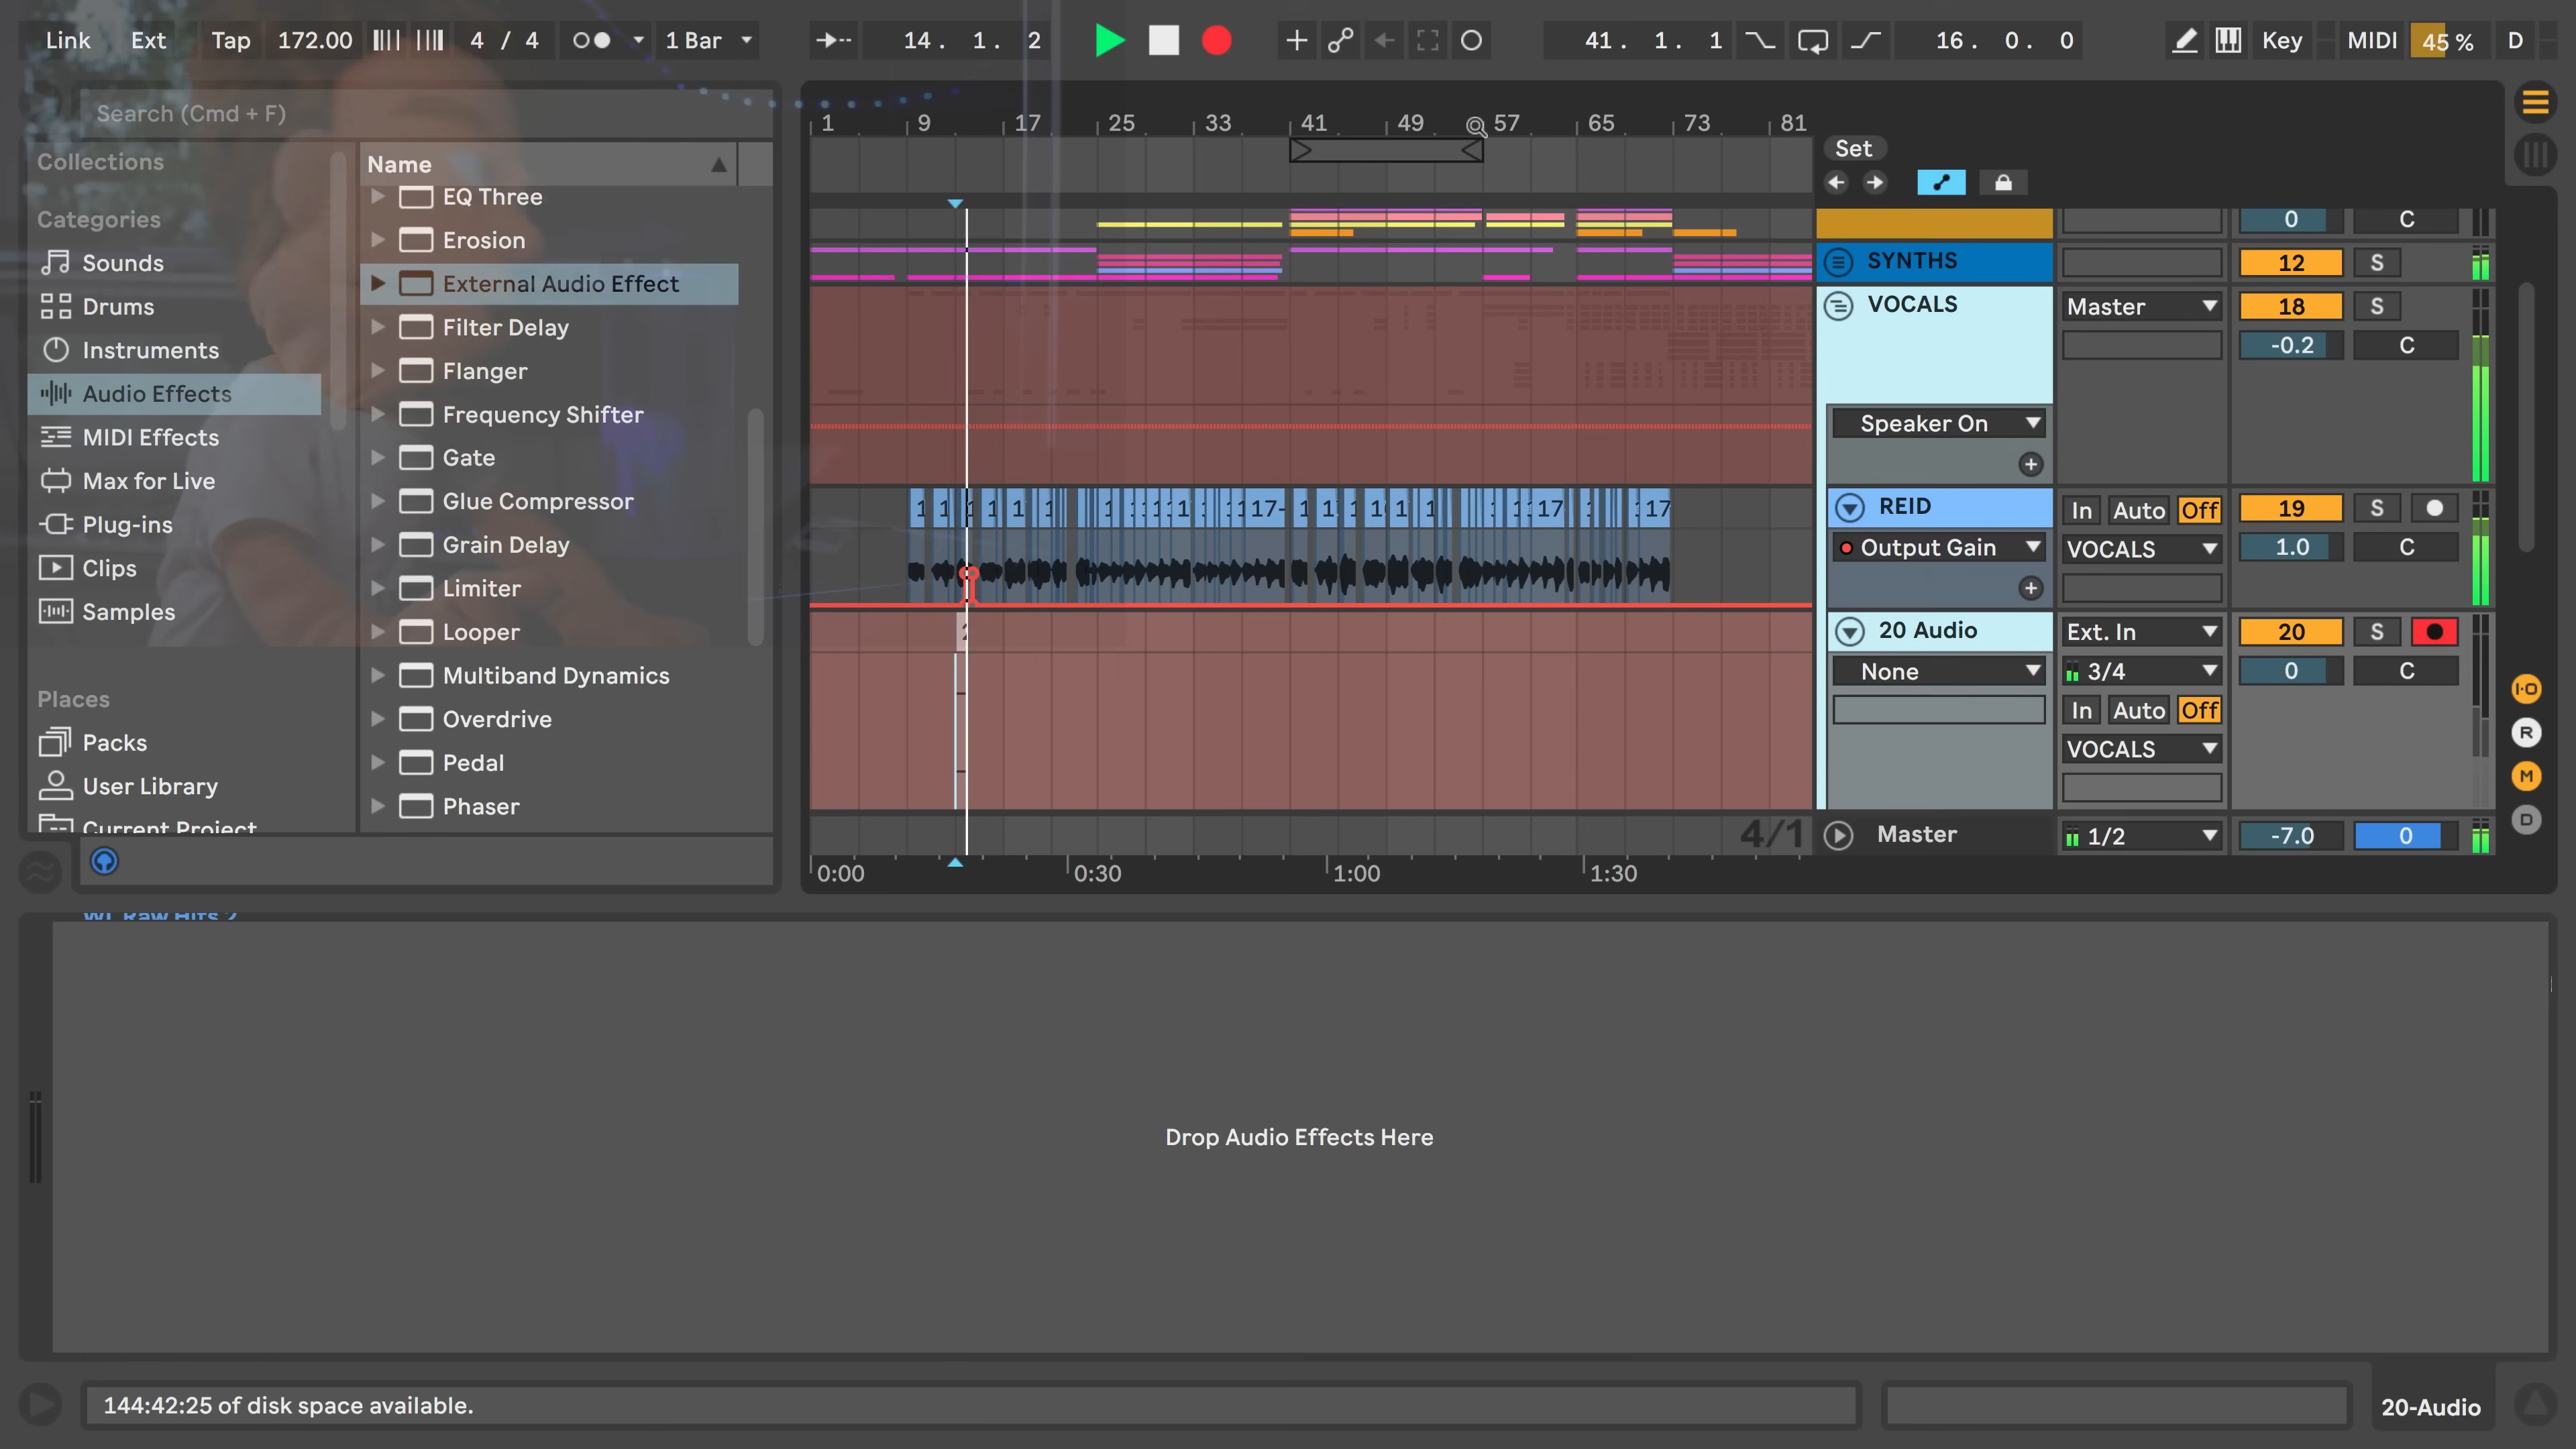 Link Ext Tap 172.00 4 / 4 1 Bar 14. 1. 2 41. 1. 1 16. 0. 0 Key MIDI 45 % D
Search (Cmd + F)
Collections
Categories
Sounds
Drums
Instruments
Audio Effects
MIDI Effects
Max for Live
Plug-ins
Clips
Samples
Places
Packs
User Library
Current Project
Name
EQ Three
Erosion
External Audio Effect
Filter Delay
Flanger
Frequency Shifter
Gate
Glue Compressor
Grain Delay
Limiter
Looper
Multiband Dynamics
Overdrive
Pedal
Phaser
1 9 17 25 33 41 49 57 65 73 81
Set
0 C
SYNTHS 12 S
VOCALS Master 18 S
-0.2 C
Speaker On
REID In Auto Off 19 S
Output Gain VOCALS 1.0 C
20 Audio Ext. In 20 S
None 3/4 0 C
In Auto Off
VOCALS
4/1 Master 1/2 -7.0 0
I·O
R
M
D
0:00 0:30 1:00 1:30
WL Raw Hits 2
Drop Audio Effects Here
144:42:25 of disk space available.
20-Audio